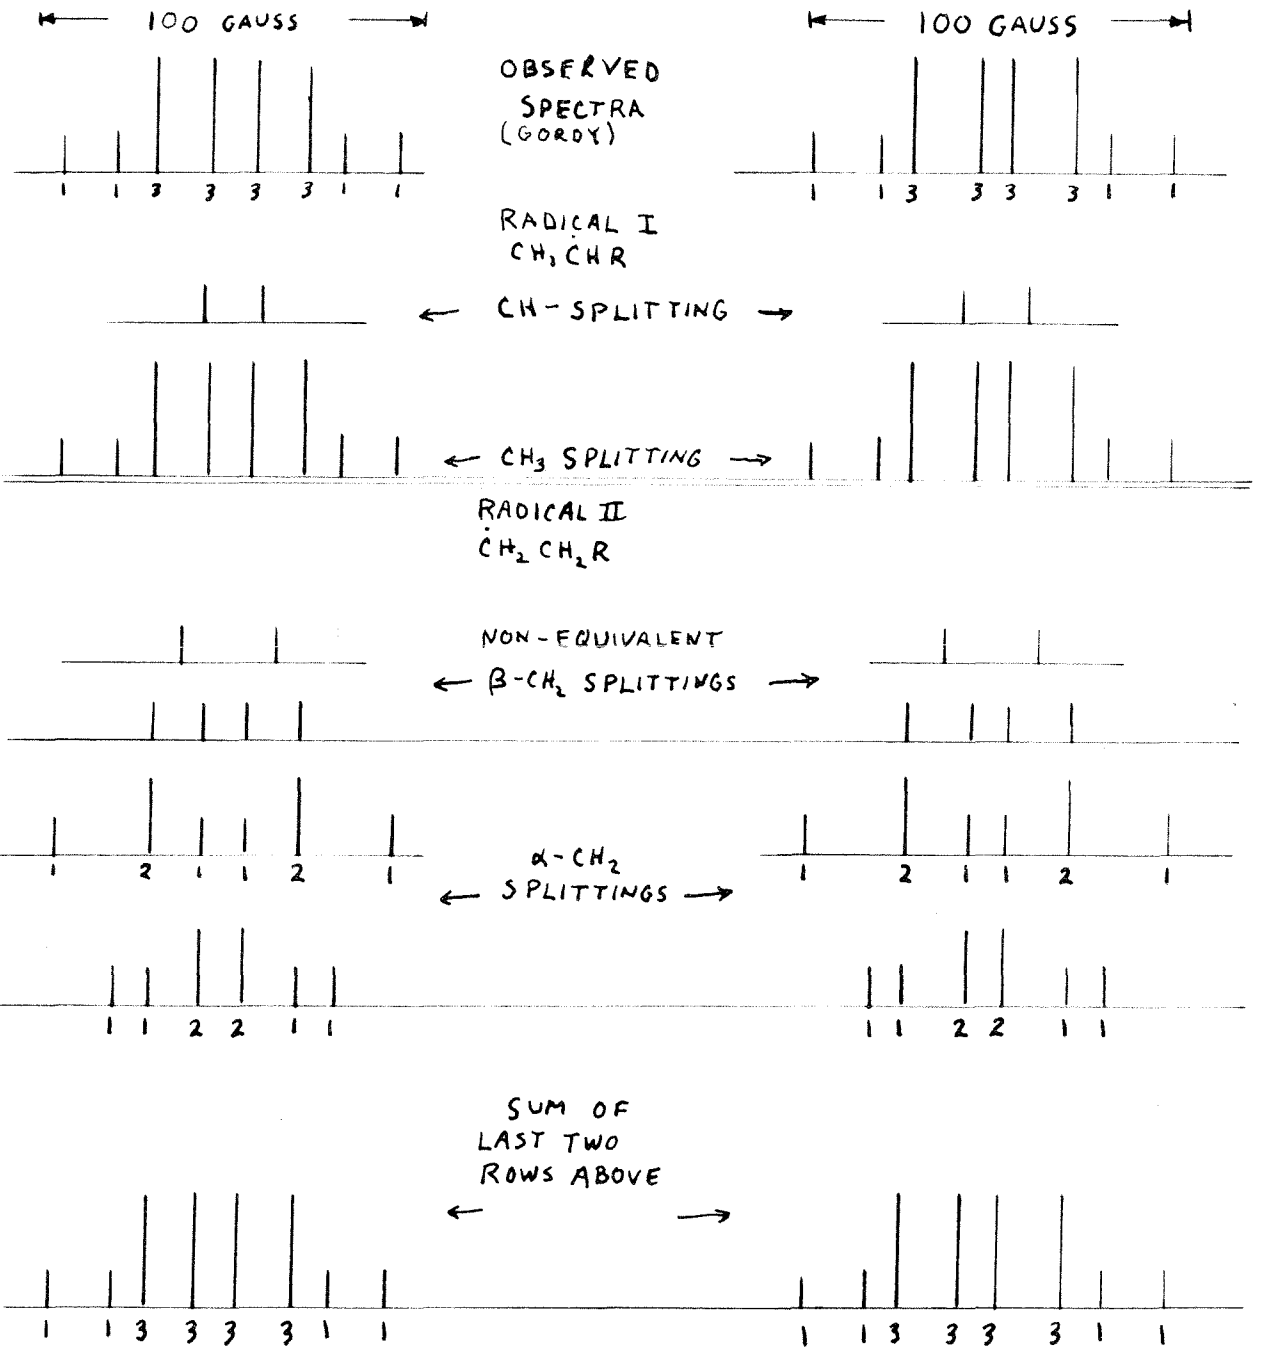 100 GAUSS 100 GAUSS
OBSERVED
SPECTRA
(GORDY)
1 1 3 3 3 3 1 1 1 1 3 3 3 3 1 1
RADICAL I
CH₃ĊHR
← CH-SPLITTING →
← CH₃ SPLITTING →
RADICAL II
ĊH₂CH₂R
NON-EQUIVALENT
← β-CH₂ SPLITTINGS →
1 2 1 1 2 1 1 2 1 1 2 1
α-CH₂
← SPLITTINGS →
1 1 2 2 1 1 1 1 2 2 1 1
SUM OF
LAST TWO
ROWS ABOVE
← →
1 1 3 3 3 3 1 1 1 1 3 3 3 3 1 1